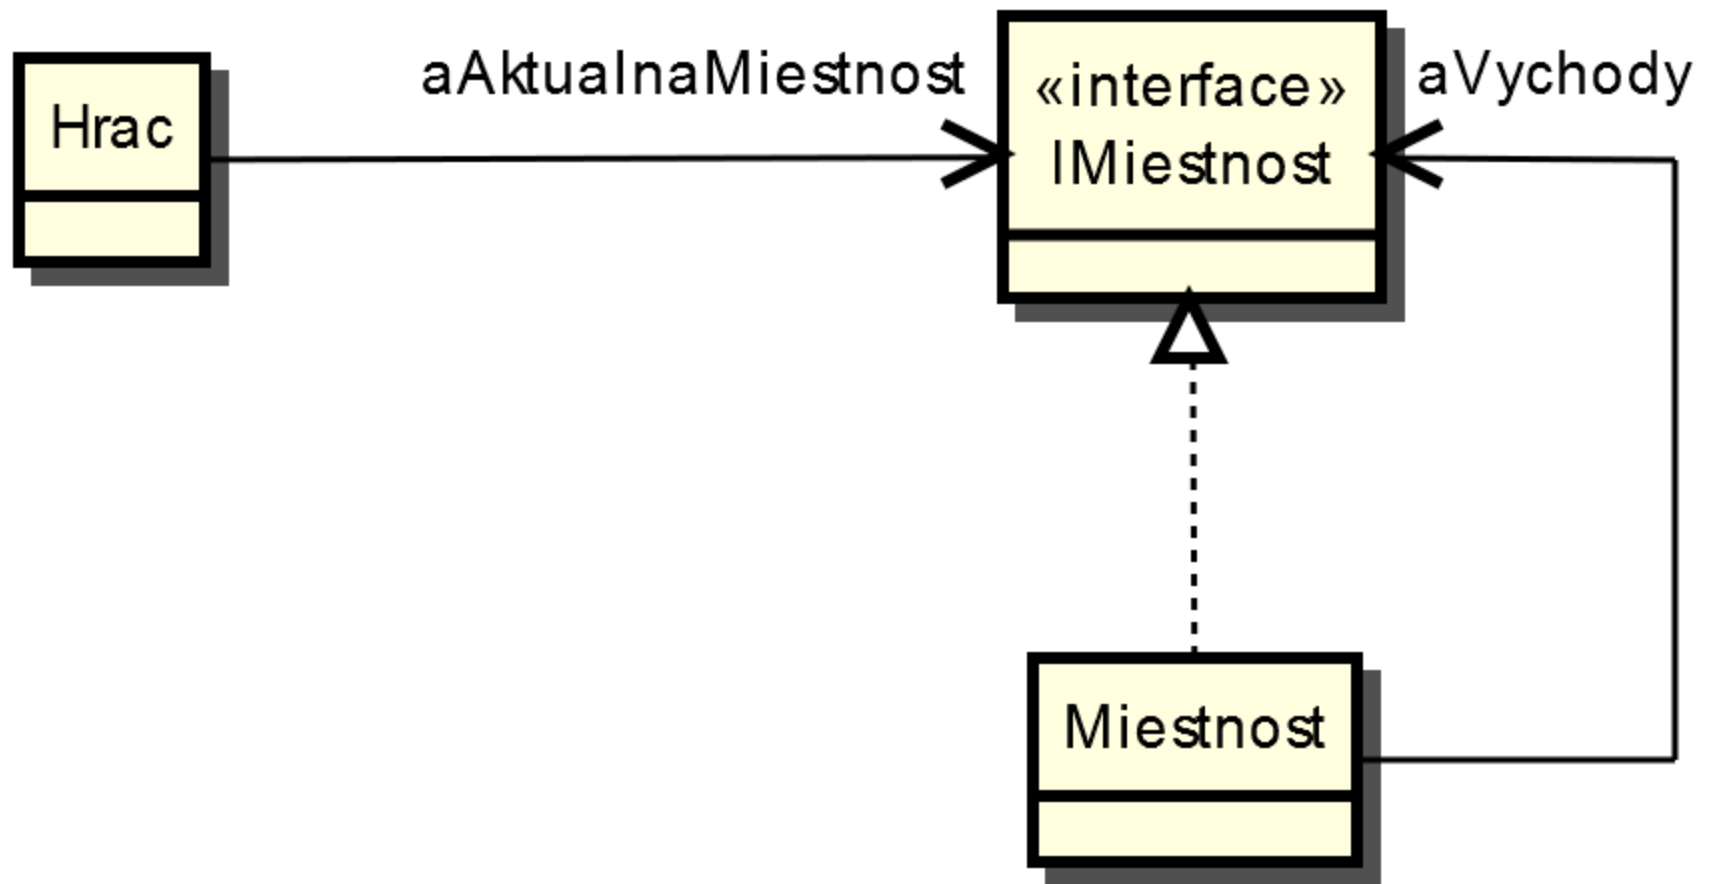 Hrac
aAktualnaMiestnost
«interface»
IMiestnost
aVychody
Miestnost